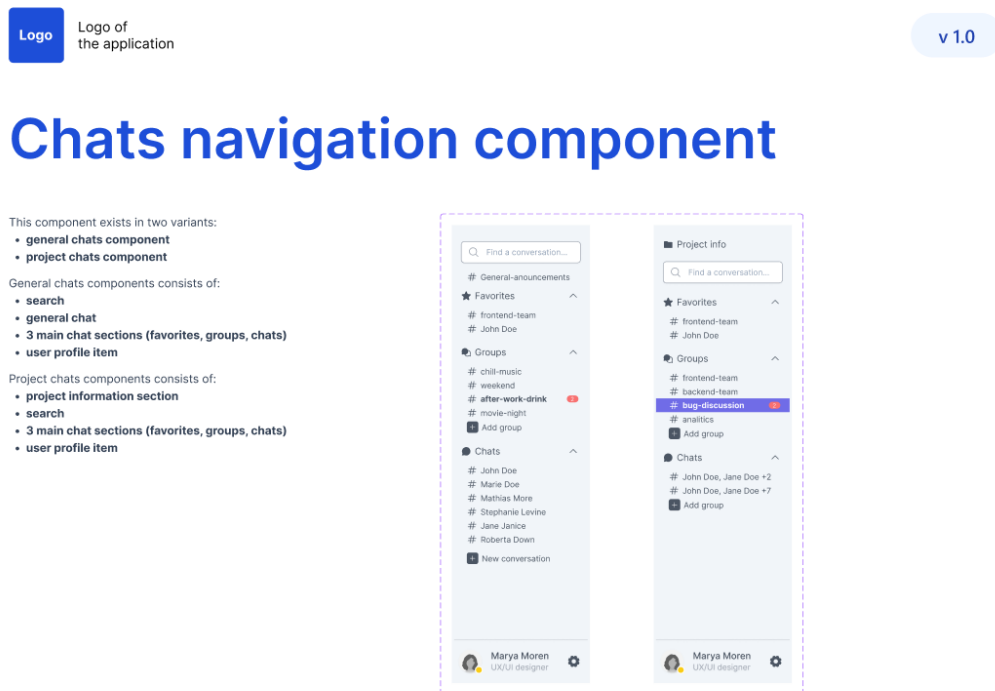 Logo
Logo of
the application
v 1.0
Chats navigation component
This component exists in two variants:
• general chats component
• project chats component
General chats components consists of:
• search
• general chat
• 3 main chat sections (favorites, groups, chats)
• user profile item
Project chats components consists of:
• project information section
• search
• 3 main chat sections (favorites, groups, chats)
• user profile item
Find a conversation...
# General-anouncements
Favorites
# frontend-team
# John Doe
Groups
# chill-music
# weekend
# after-work-drink 2
# movie-night
+ Add group
Chats
# John Doe
# Marie Doe
# Mathias More
# Stephanie Levine
# Jane Janice
# Roberta Down
+ New conversation
Marya Moren
UX/UI designer
Project info
Find a conversation...
Favorites
# frontend-team
# John Doe
Groups
# frontend-team
# backend-team
# bug-discussion 2
# analitics
+ Add group
Chats
# John Doe, Jane Doe +2
# John Doe, Jane Doe +7
+ Add group
Marya Moren
UX/UI designer